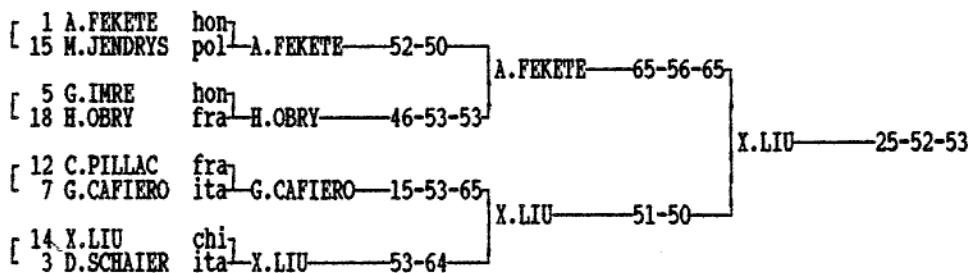 1 A.FEKETE hon
15 M.JENDRYS pol A.FEKETE 52-50
A.FEKETE 65-56-65
5 G.IMRE hon
18 H.OBRY fra H.OBRY 46-53-53
X.LIU 25-52-53
12 C.PILLAC fra
7 G.CAFIERO ita G.CAFIERO 15-53-65
X.LIU 51-50
14 X.LIU chi
3 D.SCHAIER ita X.LIU 53-64